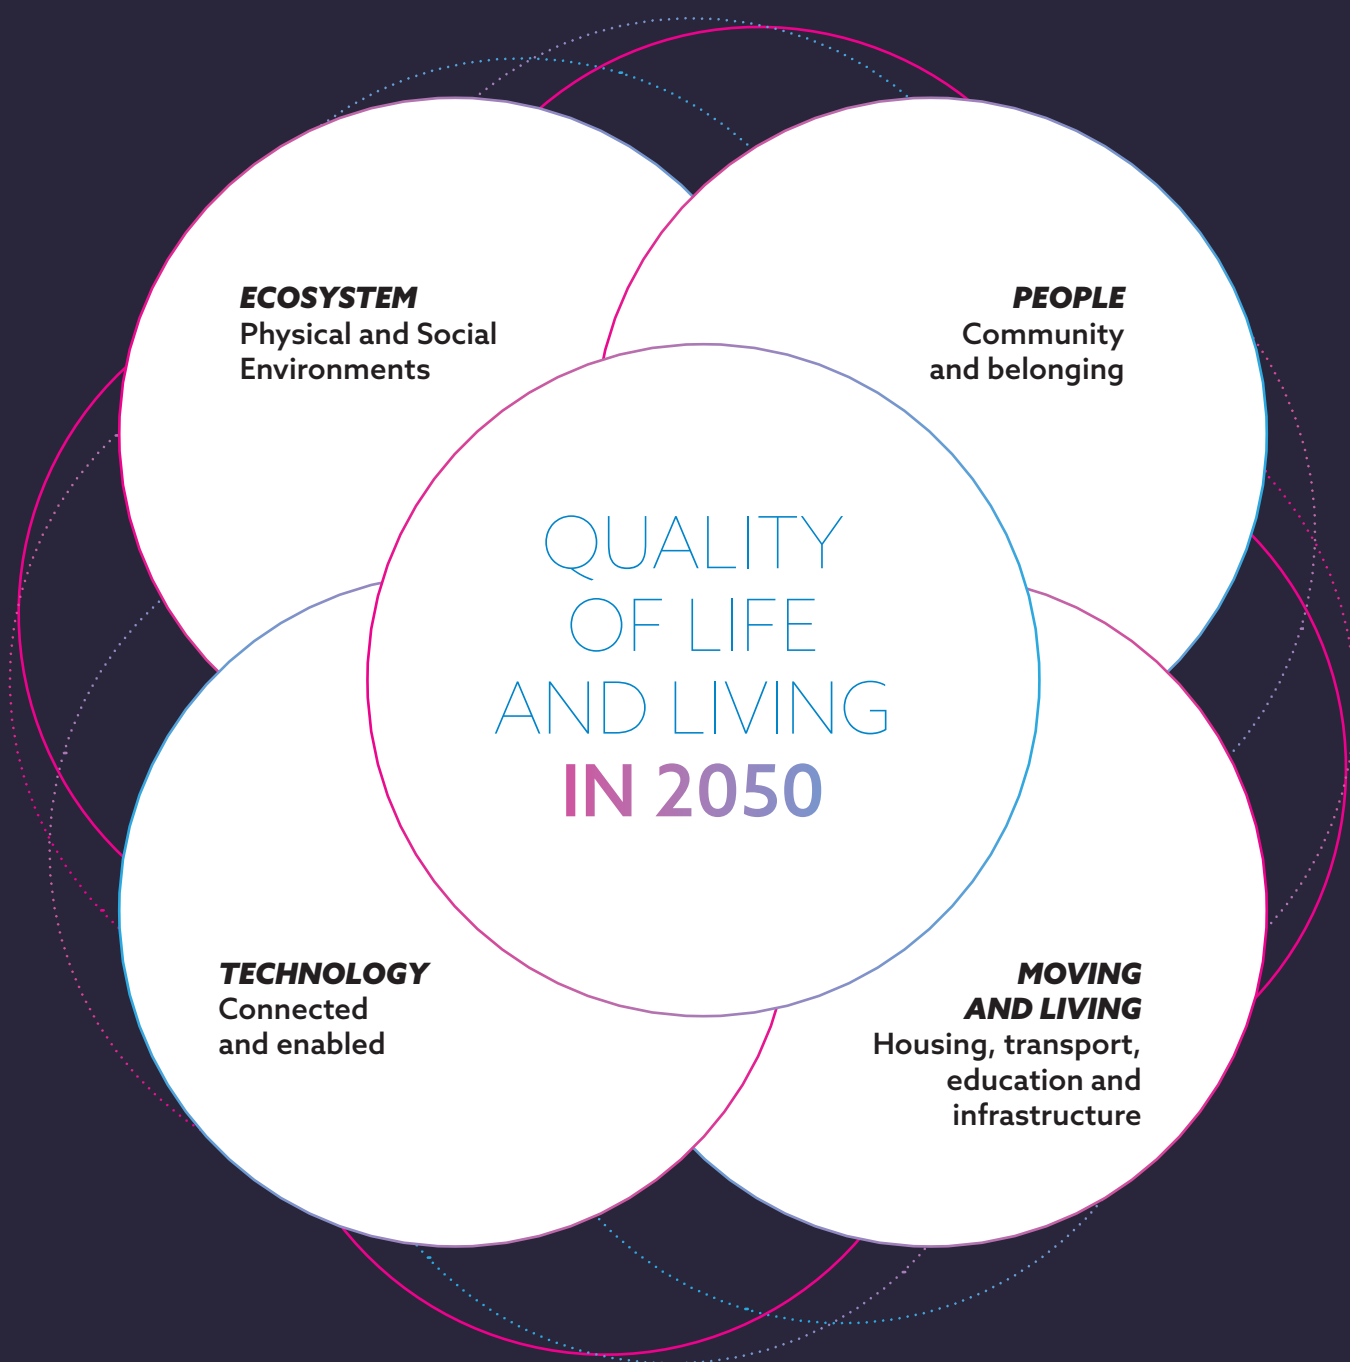 ECOSYSTEM
Physical and Social
Environments
PEOPLE
Community
and belonging
QUALITY
OF LIFE
AND LIVING
IN 2050
TECHNOLOGY
Connected
and enabled
MOVING
AND LIVING
Housing, transport,
education and
infrastructure